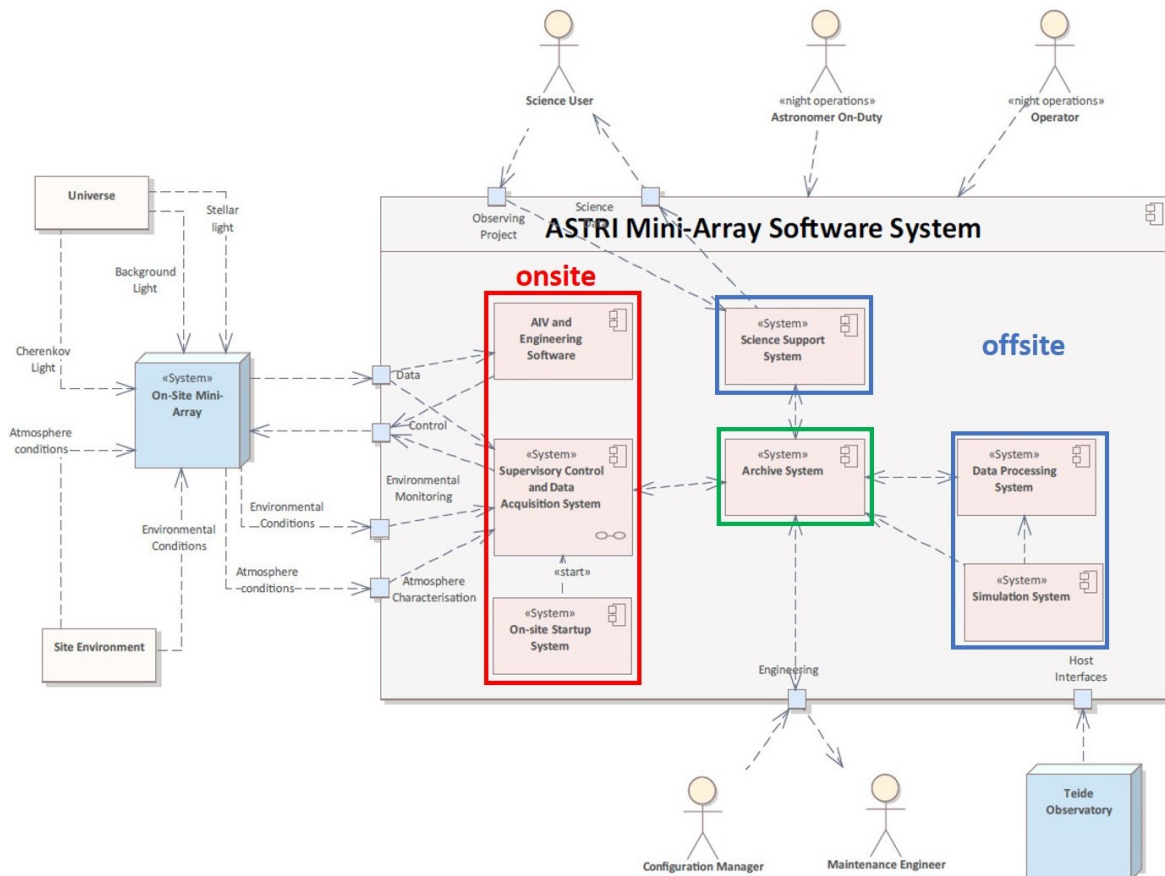 Science User
«night operations»
Astronomer On-Duty
«night operations»
Operator
Universe
Stellar
light
Background
Light
Cherenkov
Light
«System»
On-Site Mini-
Array
Atmosphere
conditions
Environmental
Conditions
Site Environment
Environmental
Conditions
Atmosphere
conditions
Observing
Project
Science
Data
ASTRI Mini-Array Software System
onsite
offsite
Data
Control
Environmental
Monitoring
Atmosphere
Characterisation
AIV and
Engineering
Software
«System»
Supervisory Control
and Data
Acquisition System
«start»
«System»
On-site Startup
System
«System»
Science Support
System
«System»
Archive System
«System»
Data Processing
System
«System»
Simulation System
Engineering
Host
Interfaces
Configuration Manager
Maintenance Engineer
Teide
Observatory